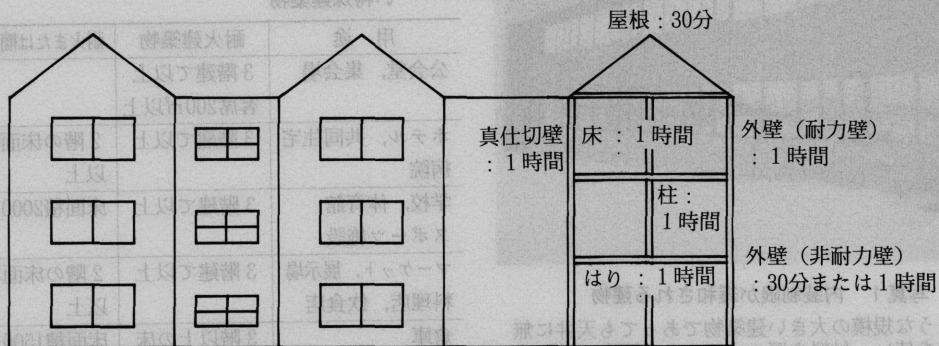 屋根：30分
真仕切壁
：1時間
床：1時間
外壁（耐力壁）
：1時間
柱：
1時間
はり：1時間
外壁（非耐力壁）
：30分または1時間